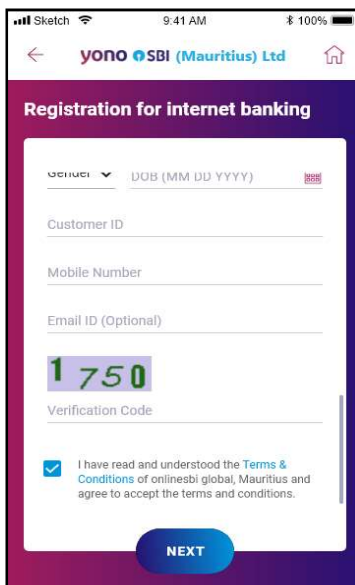 Sketch 9:41 AM 100%
yono SBI (Mauritius) Ltd
Registration for internet banking
Gender DOB (MM DD YYYY)
Customer ID
Mobile Number
Email ID (Optional)
1750
Verification Code
I have read and understood the Terms &
Conditions of onlinesbi global, Mauritius and
agree to accept the terms and conditions.
NEXT